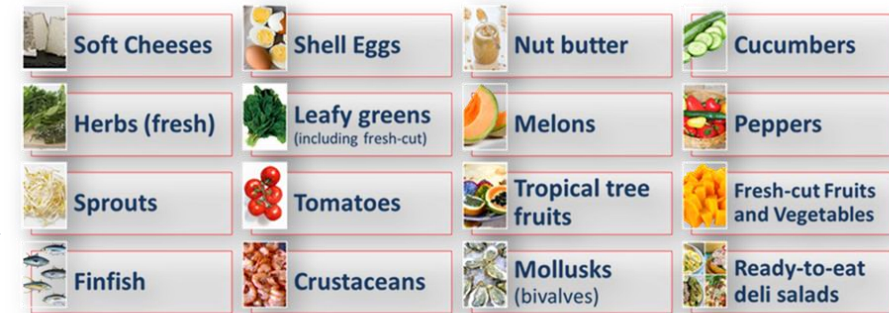 Soft Cheeses
Shell Eggs
Nut butter
Cucumbers
Herbs (fresh)
Leafy greens
(including fresh-cut)
Melons
Peppers
Sprouts
Tomatoes
Tropical tree
fruits
Fresh-cut Fruits
and Vegetables
Finfish
Crustaceans
Mollusks
(bivalves)
Ready-to-eat
deli salads